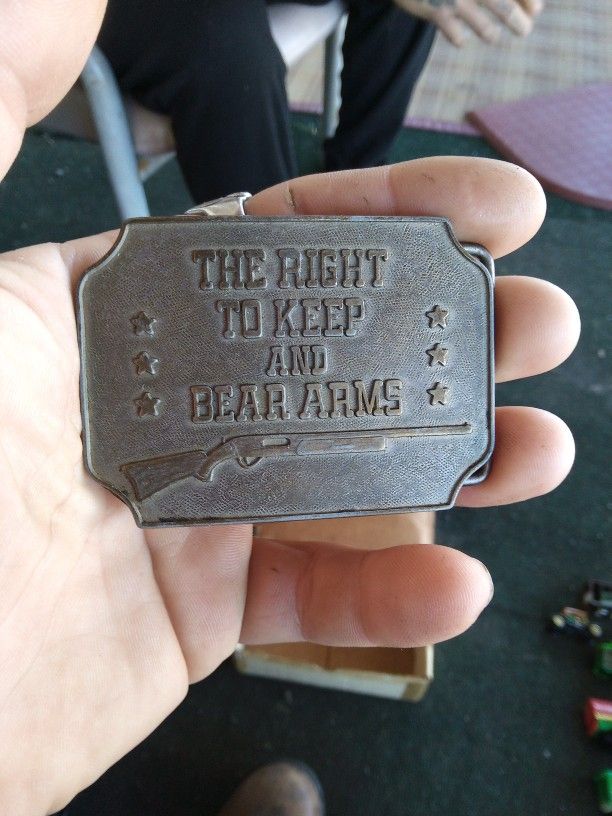 THE RIGHT
TO KEEP
AND
BEAR ARMS